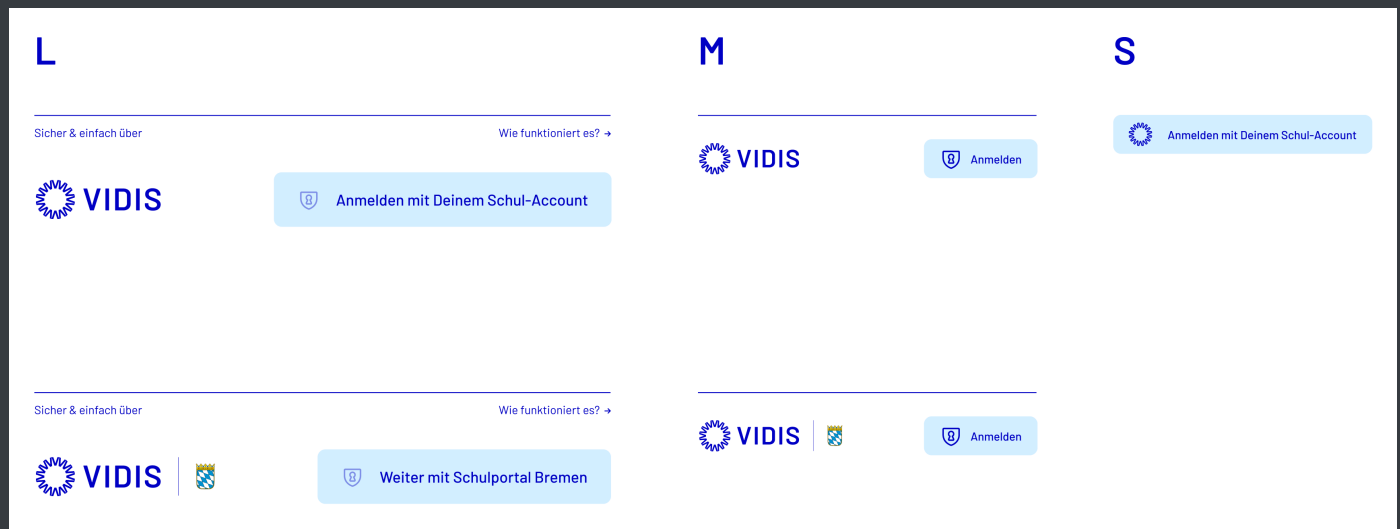 L
M
S
Sicher & einfach über
Wie funktioniert es? →
VIDIS
Anmelden mit Deinem Schul-Account
VIDIS
Anmelden
Anmelden mit Deinem Schul-Account
Sicher & einfach über
Wie funktioniert es? →
VIDIS
Weiter mit Schulportal Bremen
VIDIS
Anmelden